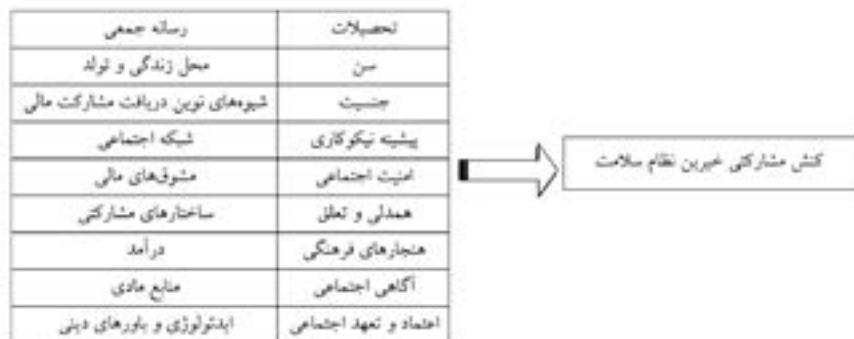 تحصیلات رسانه جمعی
سن محل زندگی و تولد
جنسیت شیوه‌های نوین دریافت مشارکت مالی
پیشینه نیکوکاری شبکه اجتماعی
امنیت اجتماعی مشوق‌های مالی
همدلی و تعلق ساختارهای مشارکتی
هنجارهای فرهنگی درآمد
آگاهی اجتماعی منابع مادی
اعتماد و تعهد اجتماعی ایدئولوژی و باورهای دینی
کنش مشارکتی خیرین نظام سلامت